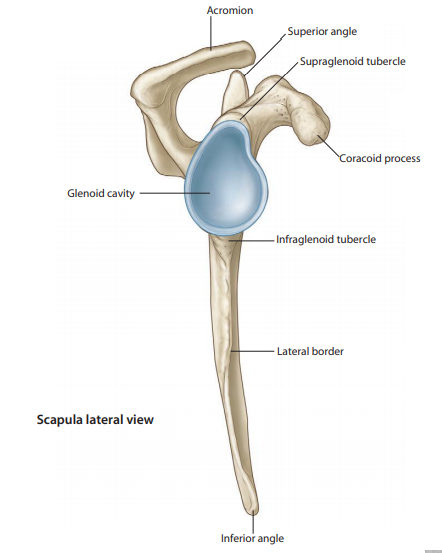 Acromion
Superior angle
Supraglenoid tubercle
Coracoid process
Glenoid cavity
Infraglenoid tubercle
Lateral border
Scapula lateral view
Inferior angle